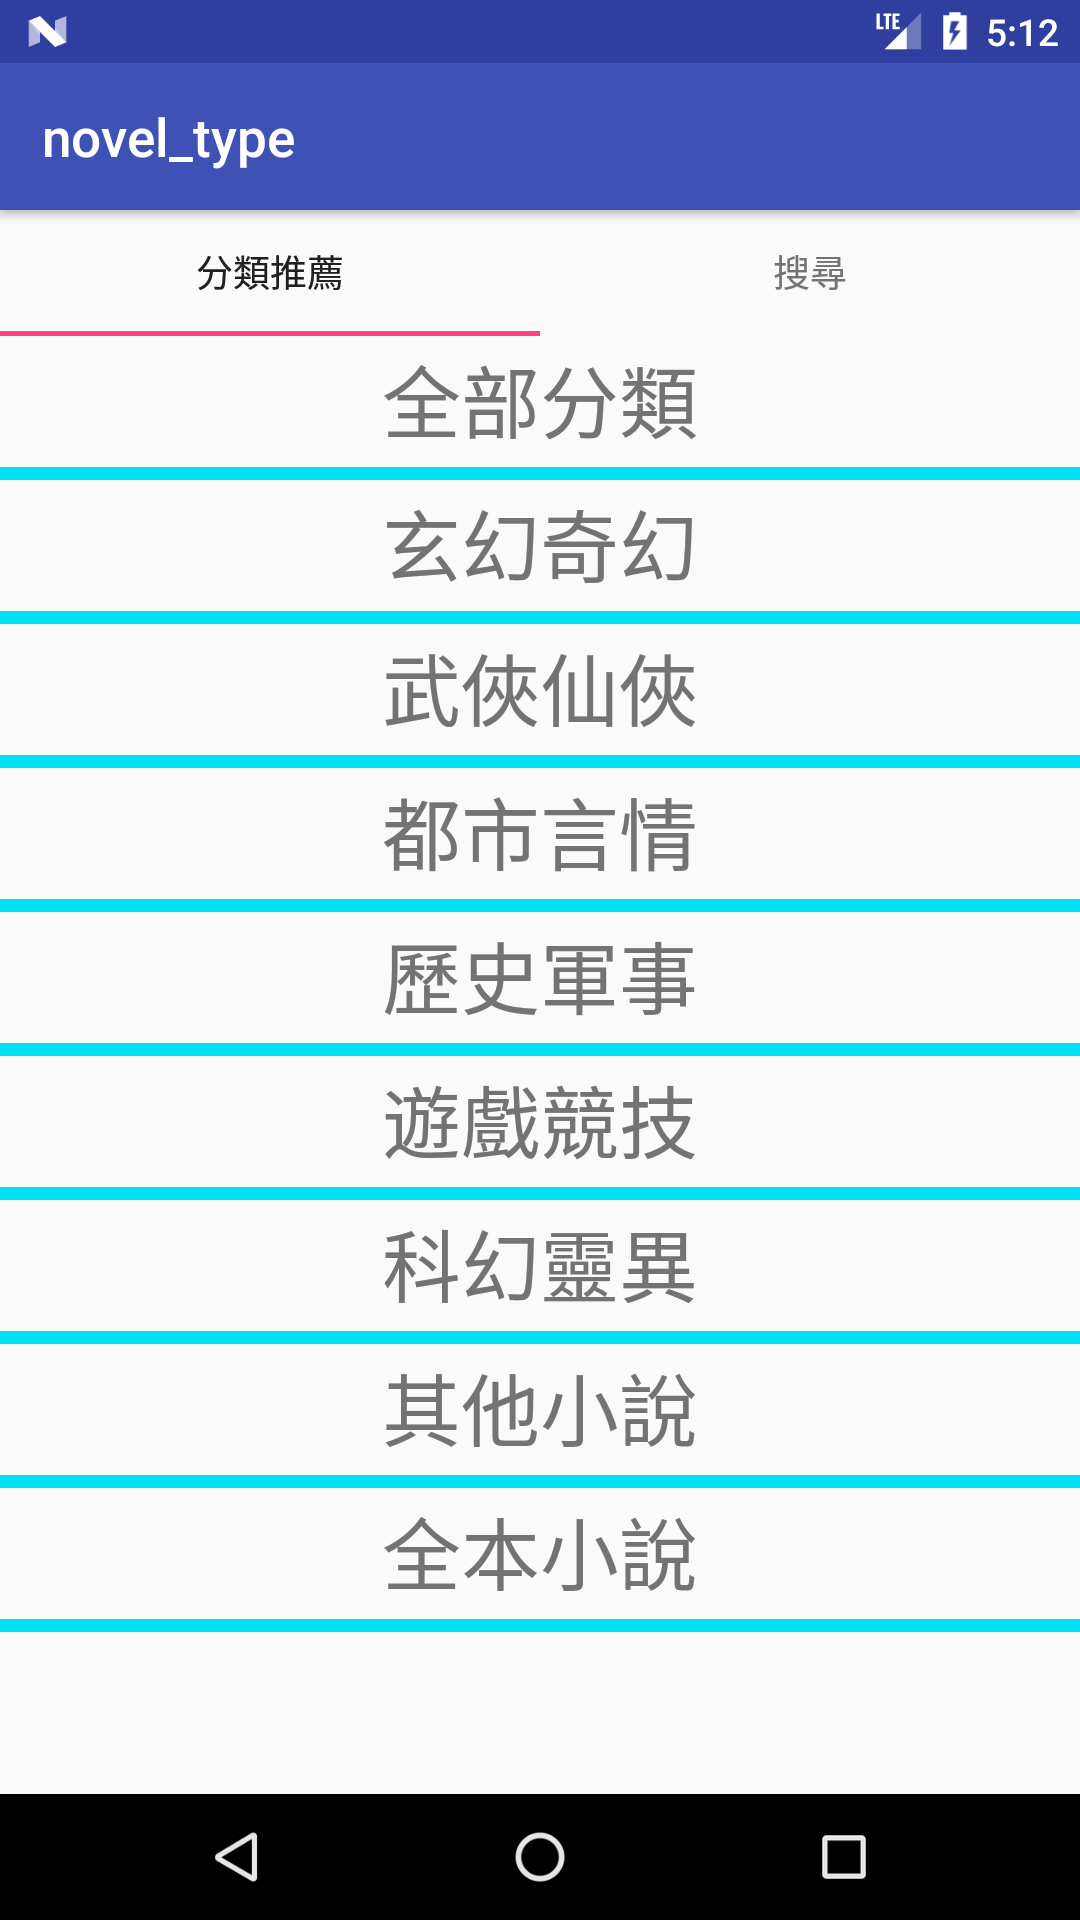 LTE 5:12
novel_type
分類推薦 搜尋
全部分類
玄幻奇幻
武俠仙俠
都市言情
歷史軍事
遊戲競技
科幻靈異
其他小說
全本小說